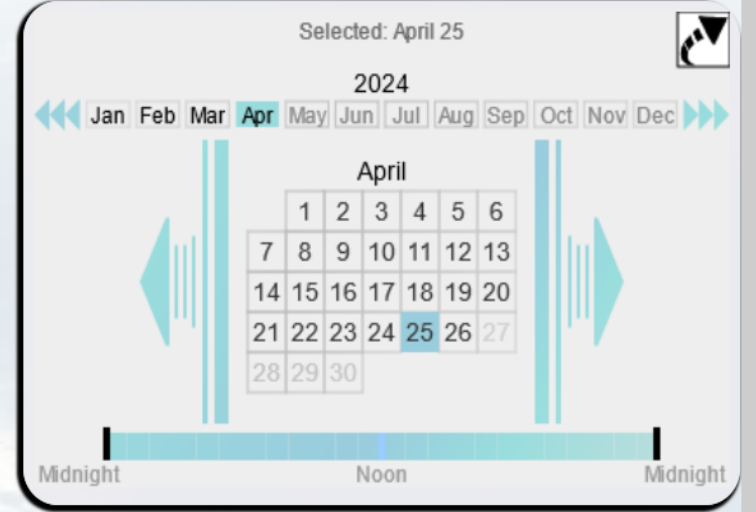 Selected: April 25
2024
Jan Feb Mar Apr May Jun Jul Aug Sep Oct Nov Dec
April
1 2 3 4 5 6
7 8 9 10 11 12 13
14 15 16 17 18 19 20
21 22 23 24 25 26 27
28 29 30
Midnight Noon Midnight